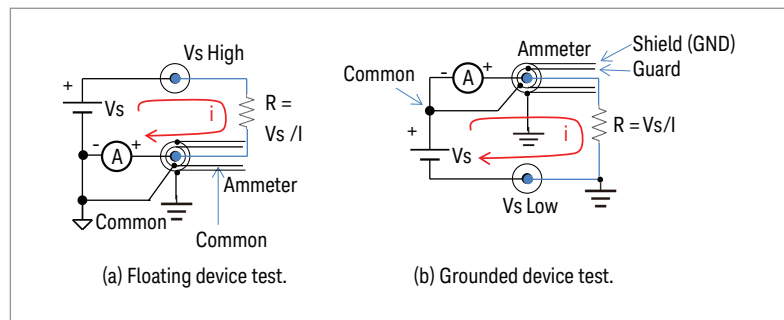 Vs High
+
Vs
i
R =
Vs /I
-
A
+
Ammeter
Common
Common
(a) Floating device test.
Ammeter
Shield (GND)
Guard
Common
-
A
+
+
Vs
i
R = Vs/I
Vs Low
(b) Grounded device test.